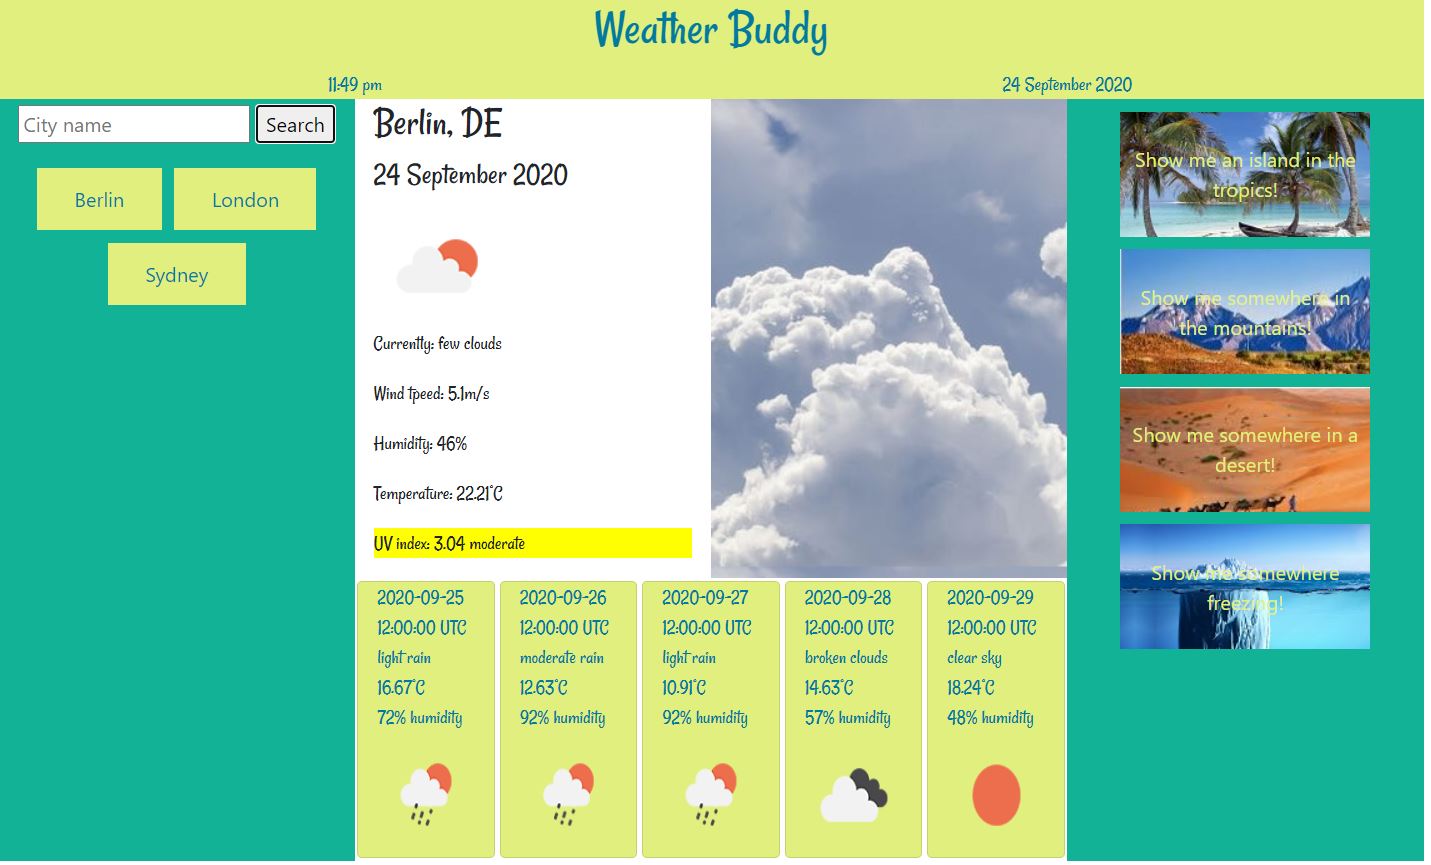 Weather Buddy
11:49 pm
24 September 2020
City name
Search
Berlin
London
Sydney
Berlin, DE
24 September 2020
Currently: few clouds
Wind tpeed: 5.1m/s
Humidity: 46%
Temperature: 22.21°C
UV index: 3.04 moderate
2020-09-25
12:00:00 UTC
light rain
16.67°C
72% humidity
2020-09-26
12:00:00 UTC
moderate rain
12.63°C
92% humidity
2020-09-27
12:00:00 UTC
light rain
10.91°C
92% humidity
2020-09-28
12:00:00 UTC
broken clouds
14.63°C
57% humidity
2020-09-29
12:00:00 UTC
clear sky
18.24°C
48% humidity
Show me an island in the
tropics!
Show me somewhere in
the mountains!
Show me somewhere in a
desert!
Show me somewhere
freezing!